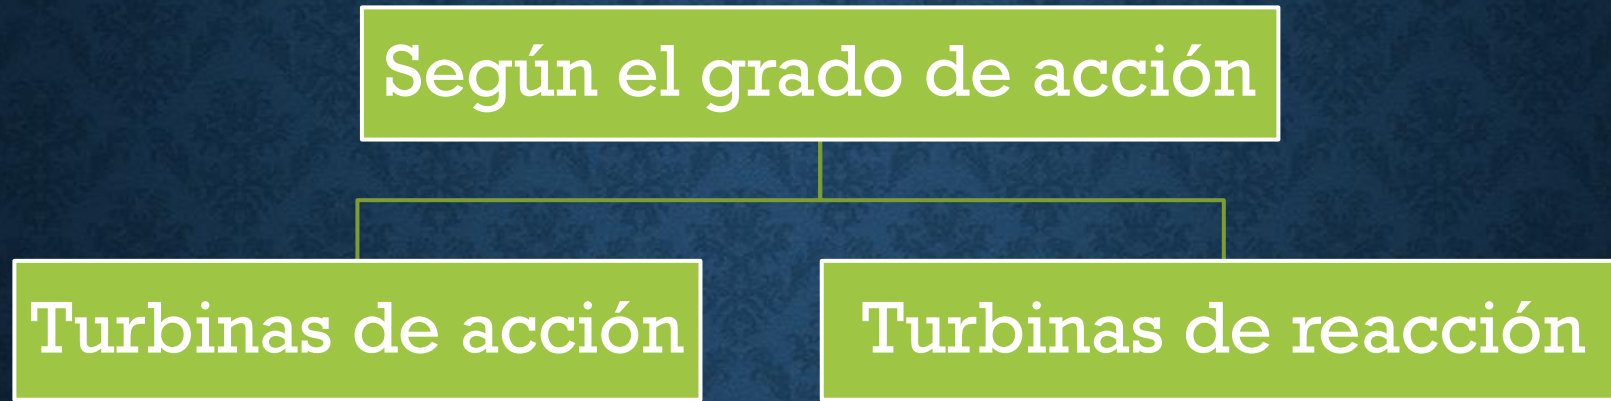 Según el grado de acción
Turbinas de acción
Turbinas de reacción